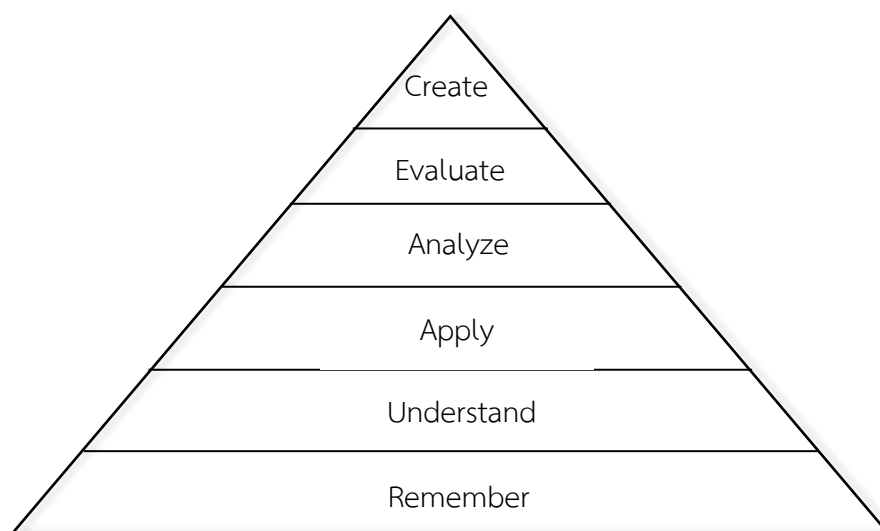 Create
Evaluate
Analyze
Apply
Understand
Remember